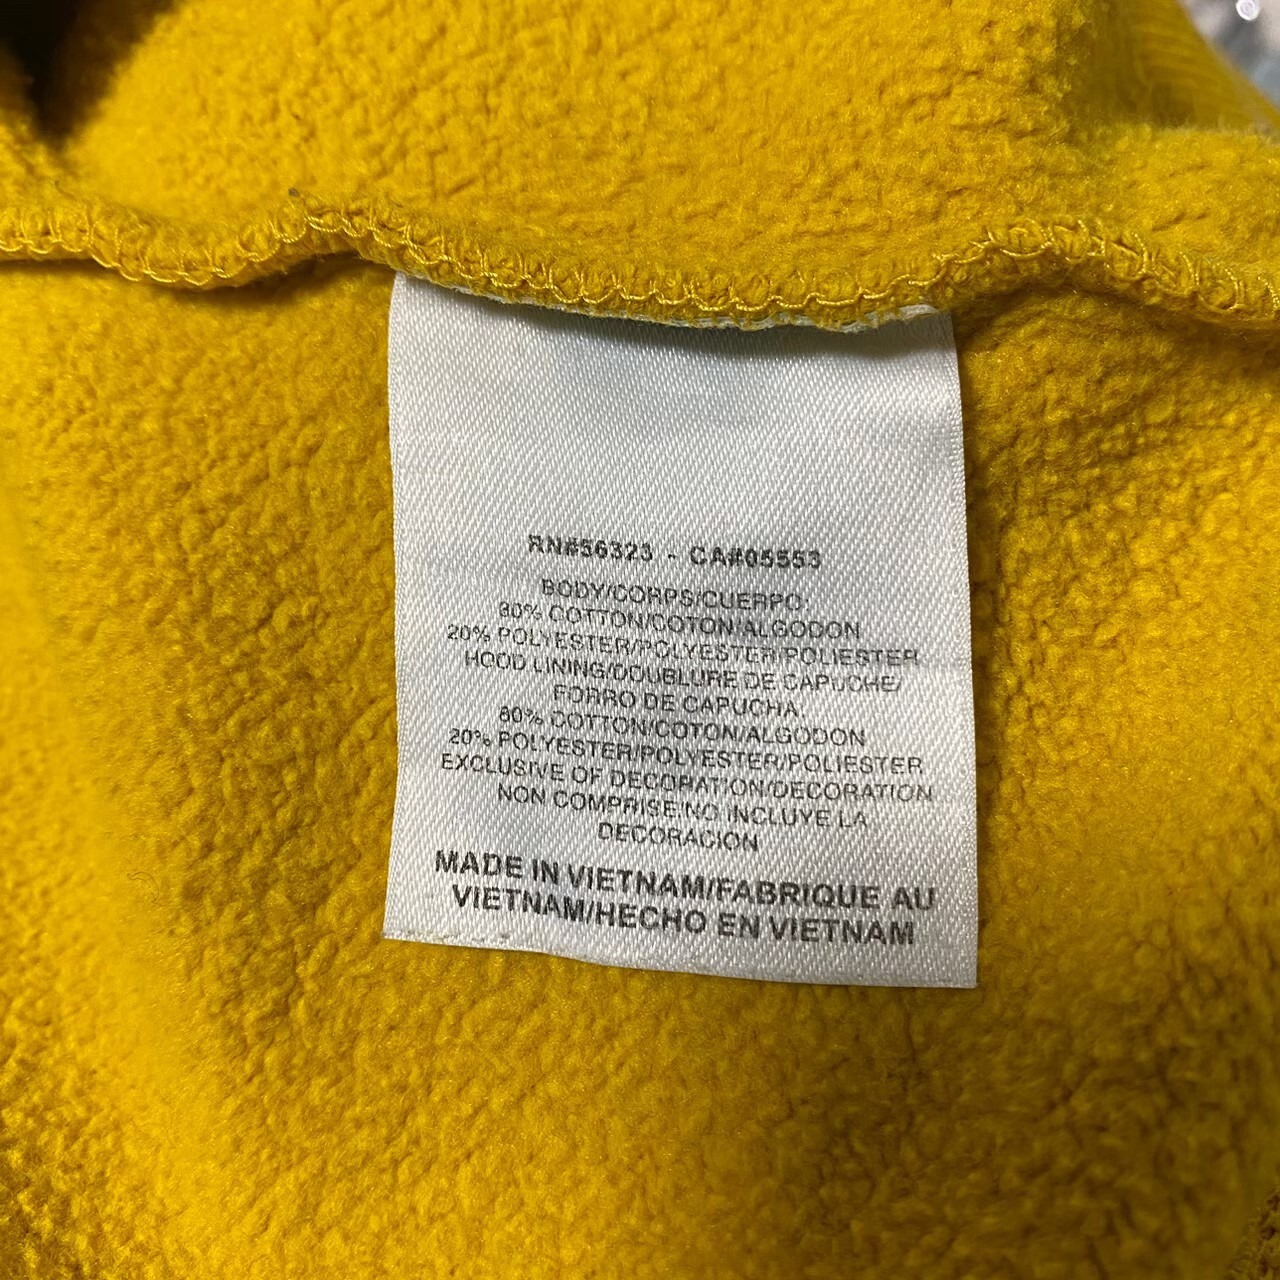 RN#56323 - CA#05553
BODY/CORPS/CUERPO:
80% COTTON/COTON/ALGODON
20% POLYESTER/POLYESTER/POLIESTER
HOOD LINING/DOUBLURE DE CAPUCHE/
FORRO DE CAPUCHA:
80% COTTON/COTON/ALGODON
20% POLYESTER/POLYESTER/POLIESTER
EXCLUSIVE OF DECORATION/DECORATION
NON COMPRISE/NO INCLUYE LA
DECORACION
MADE IN VIETNAM/FABRIQUE AU
VIETNAM/HECHO EN VIETNAM